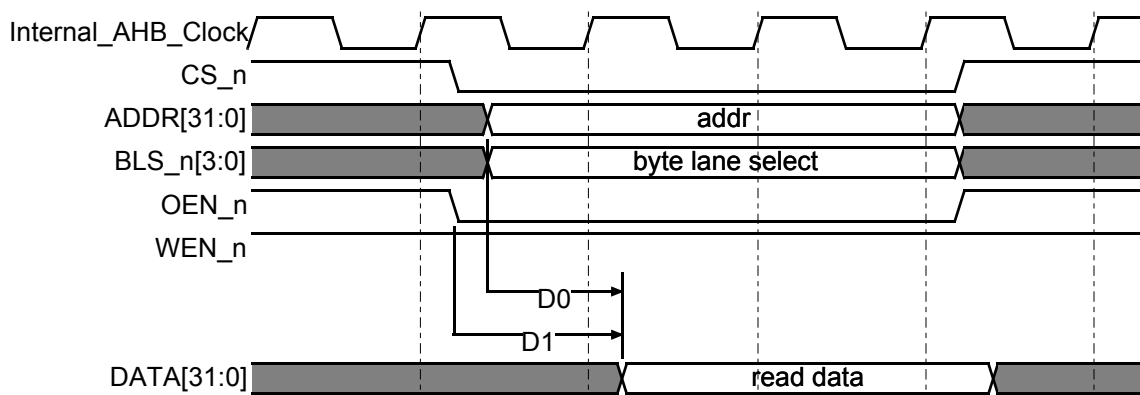 Internal_AHB_Clock
CS_n
ADDR[31:0] addr
BLS_n[3:0] byte lane select
OEN_n
WEN_n
D0
D1
DATA[31:0] read data